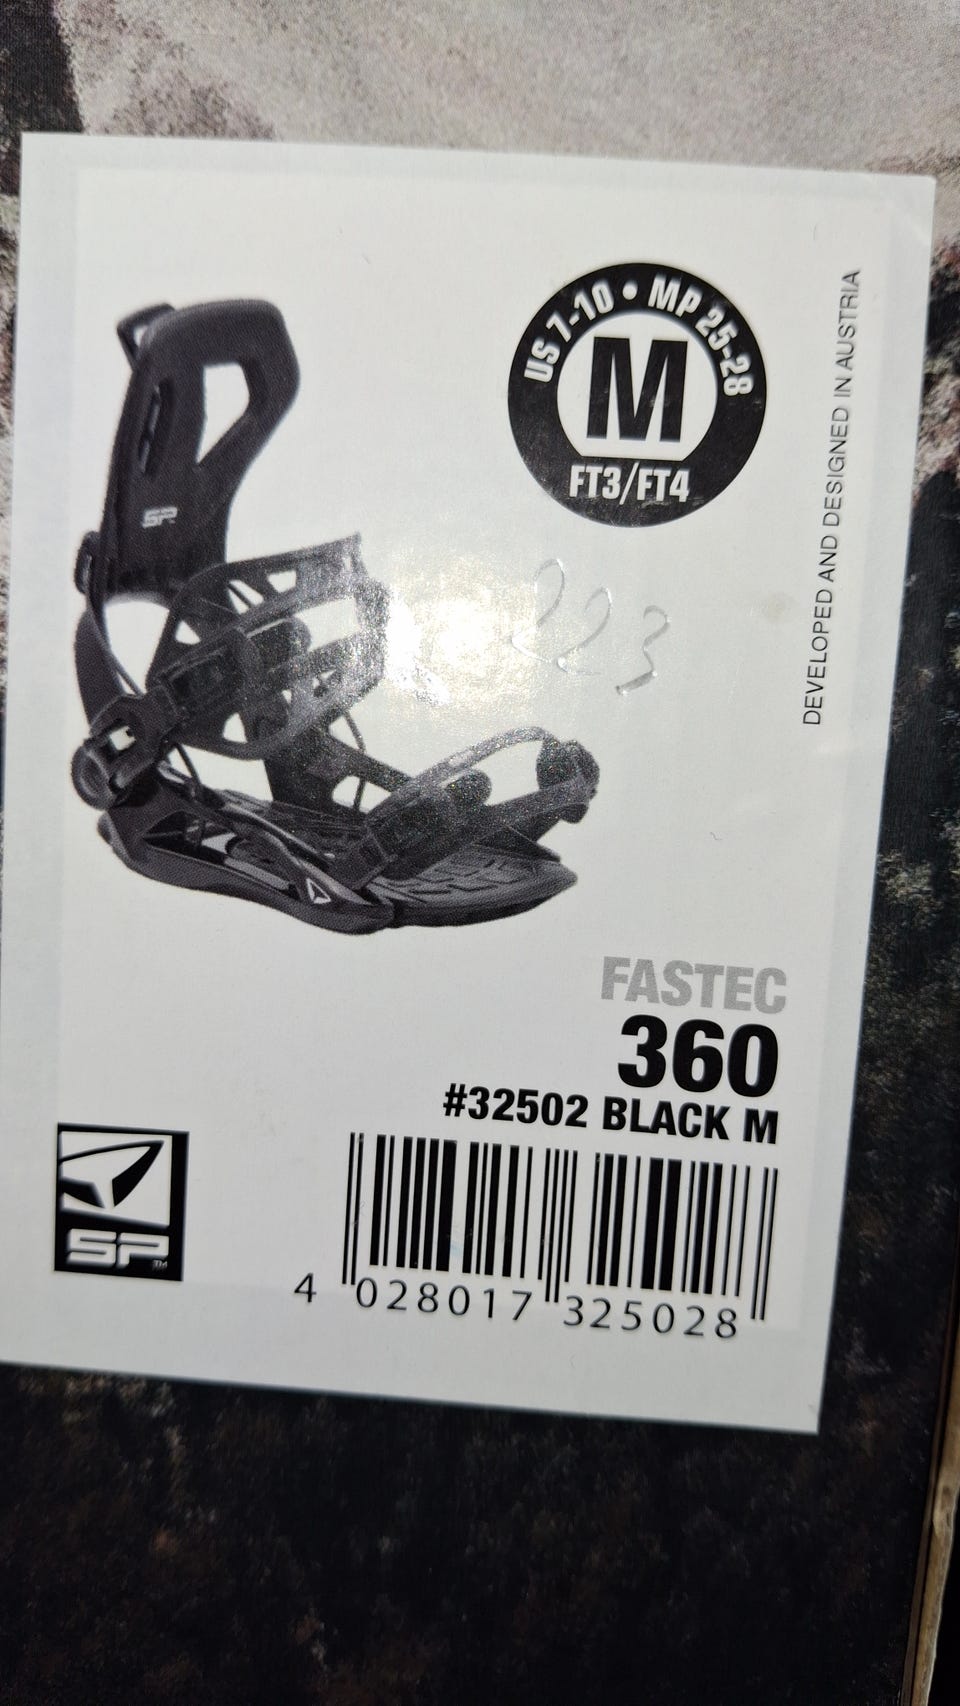 US 7-10 • MP 25-28
M
FT3/FT4
DEVELOPED AND DESIGNED IN AUSTRIA
SP
223
FASTEC
360
#32502 BLACK M
SP™
4 028017 325028